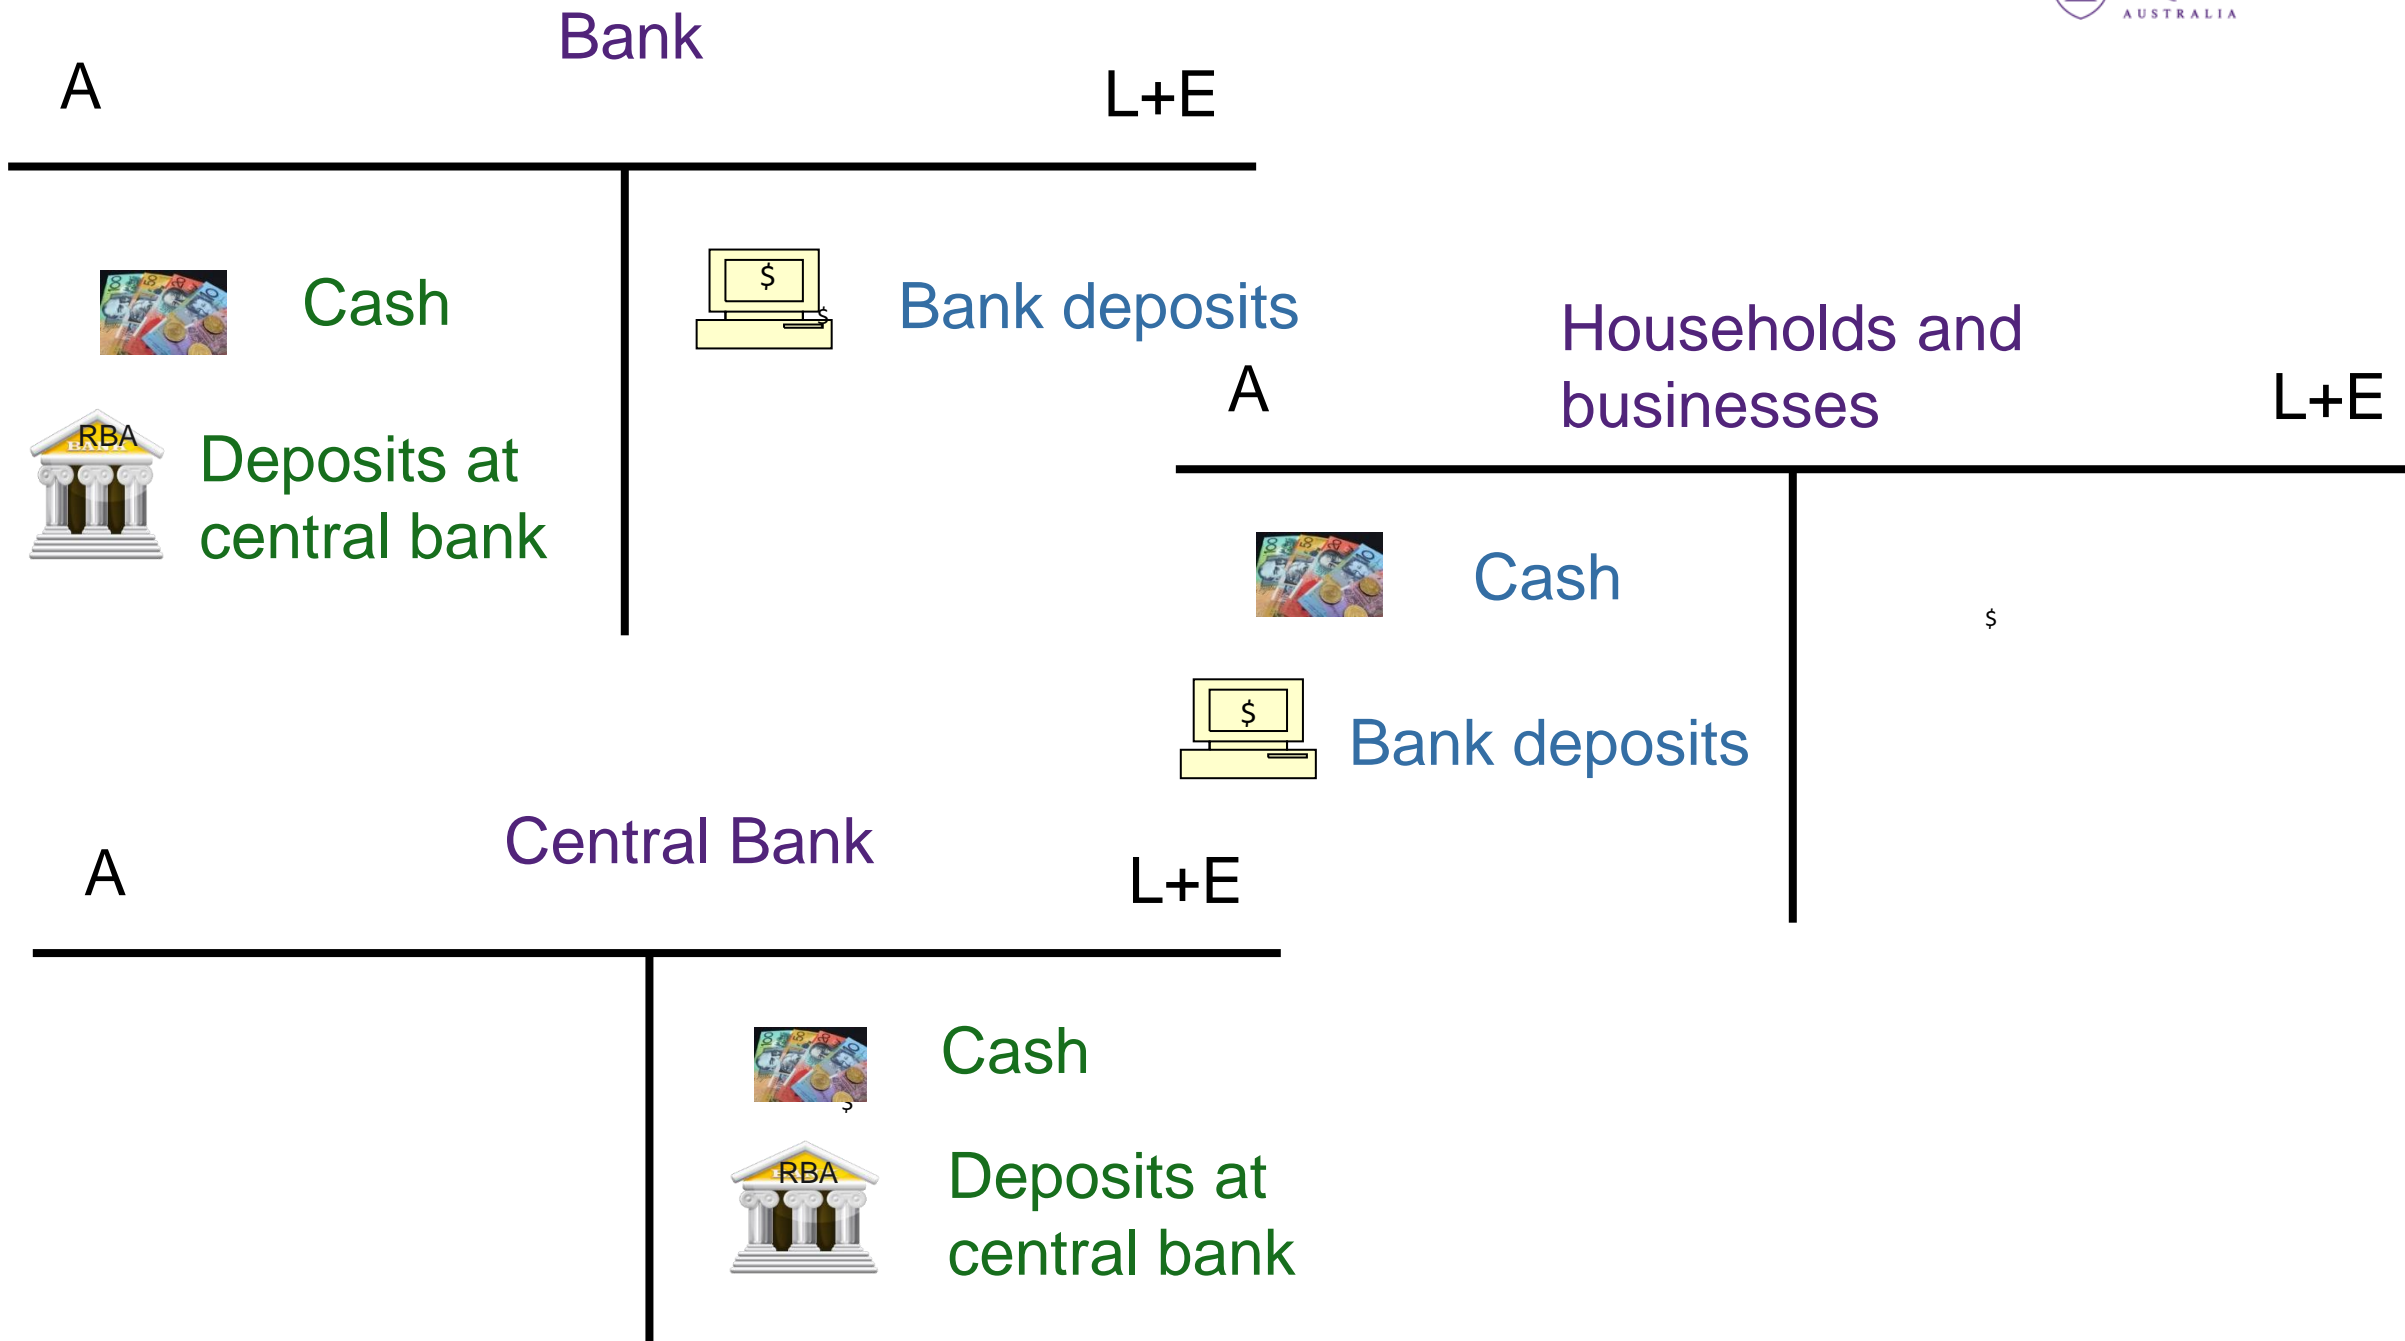 AUSTRALIA
Bank
A
L+E
Cash
$
$
Bank deposits
RBA
Deposits at
central bank
Households and
businesses
A
L+E
Cash
$
$
Bank deposits
Central Bank
A
L+E
Cash
$
RBA
Deposits at
central bank